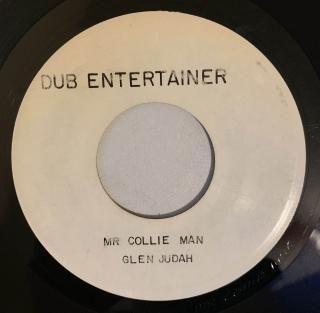 DUB ENTERTAINER
MR COLLIE MAN
GLEN JUDAH